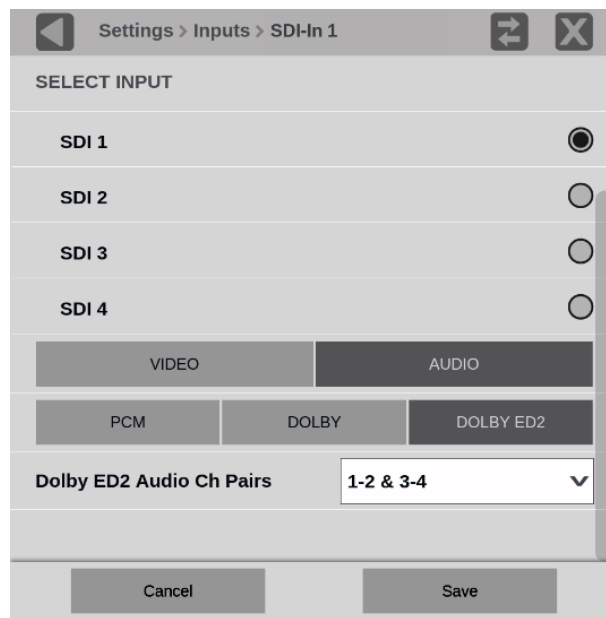 Settings > Inputs > SDI-In 1
SELECT INPUT
SDI 1
SDI 2
SDI 3
SDI 4
VIDEO AUDIO
PCM DOLBY DOLBY ED2
Dolby ED2 Audio Ch Pairs 1-2 & 3-4
Cancel Save